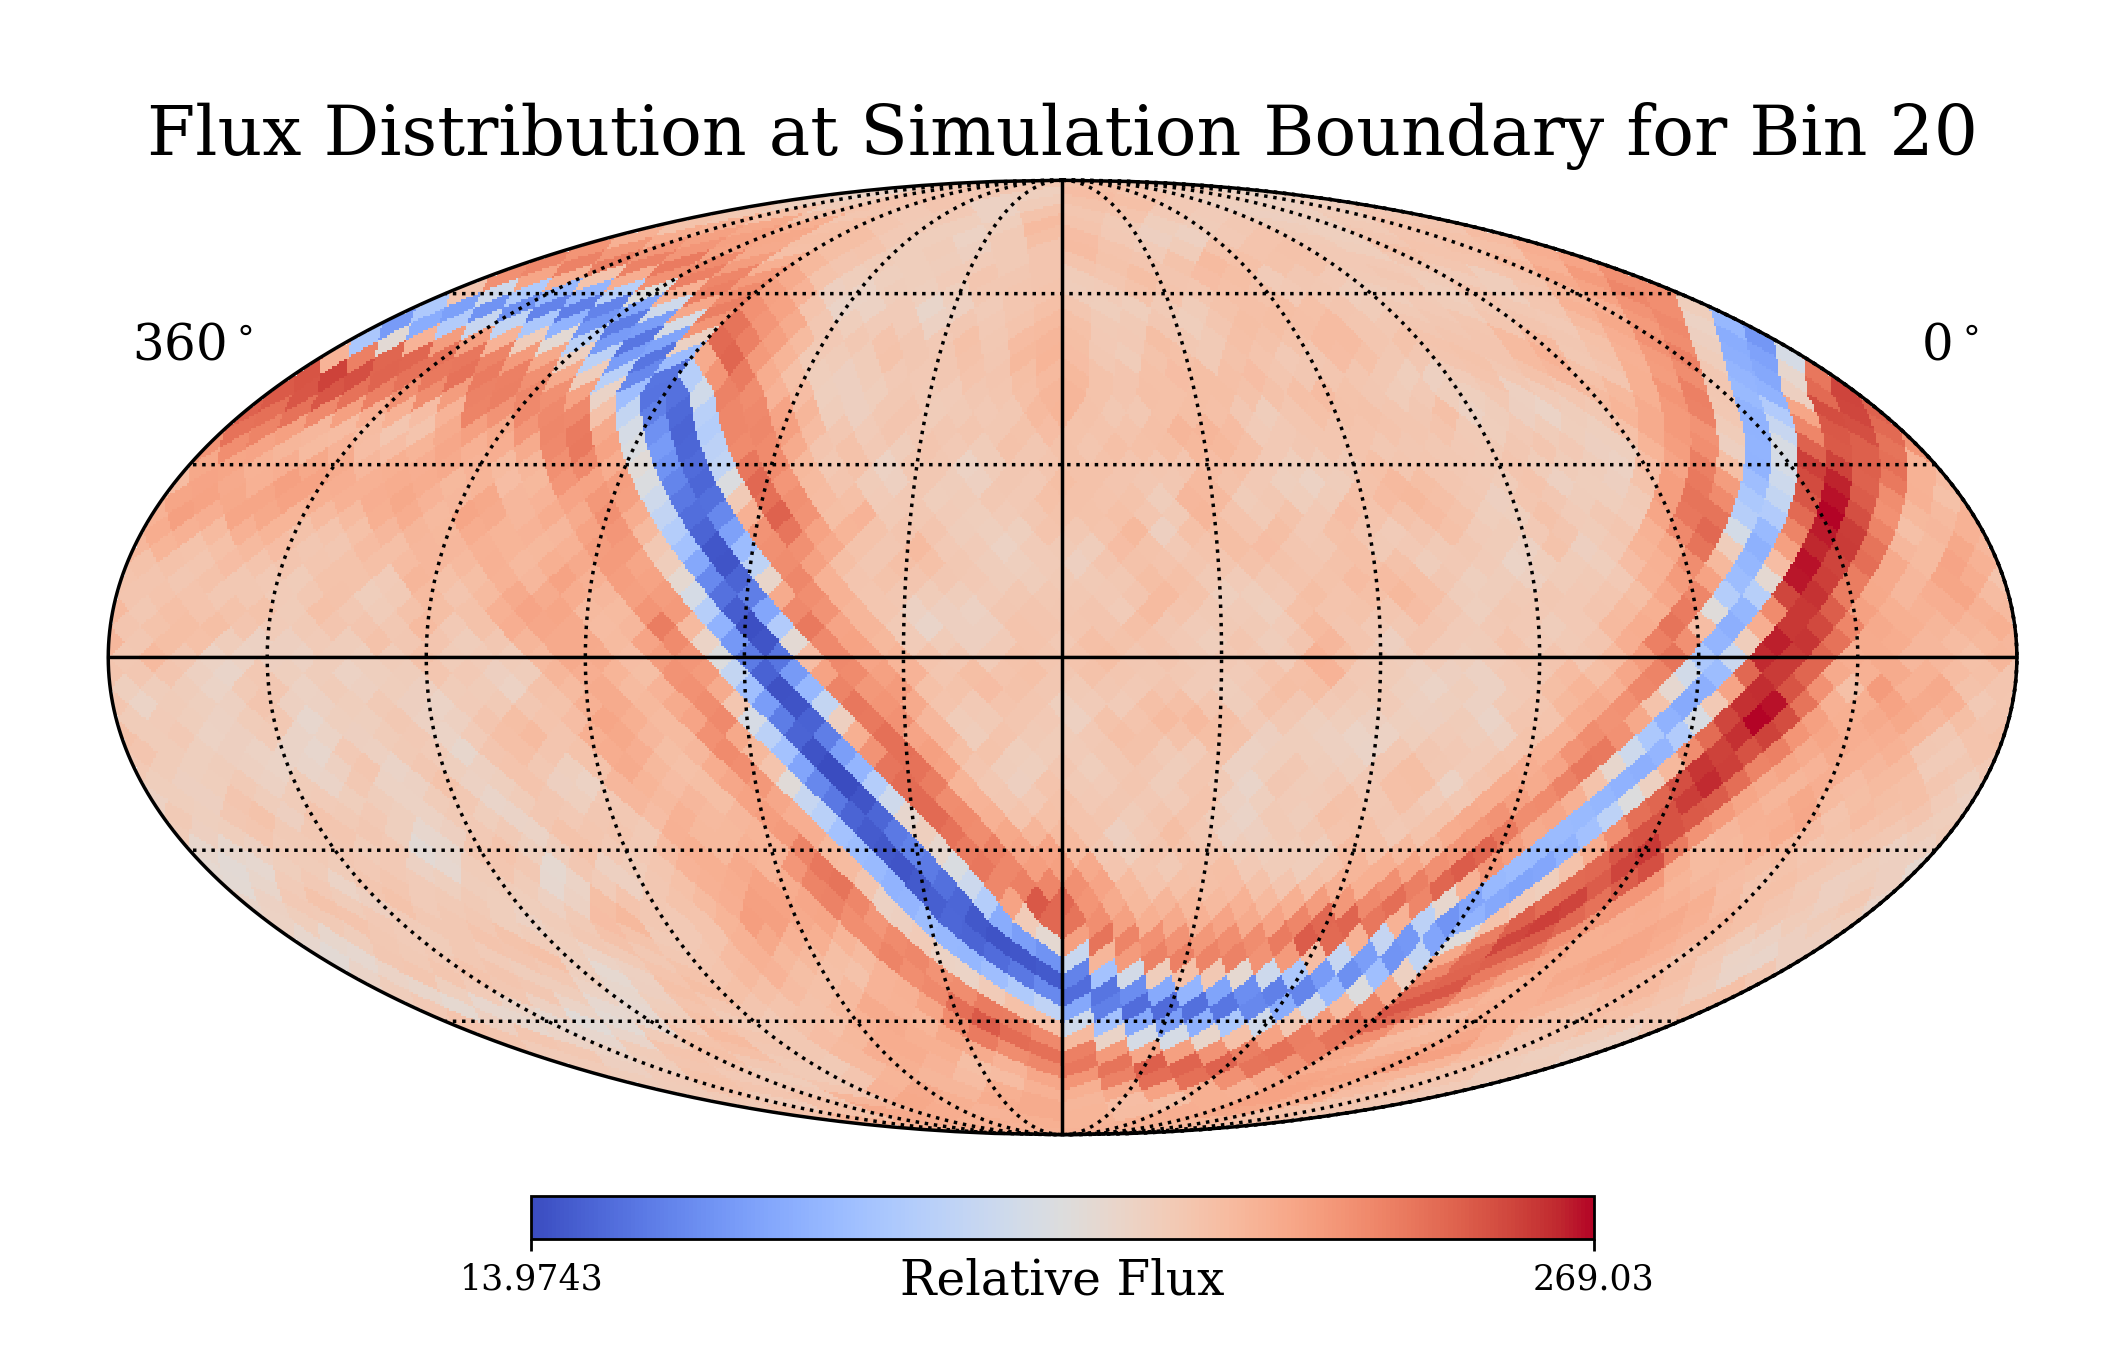 Flux Distribution at Simulation Boundary for Bin 20
360°
0°
13.9743
Relative Flux
269.03